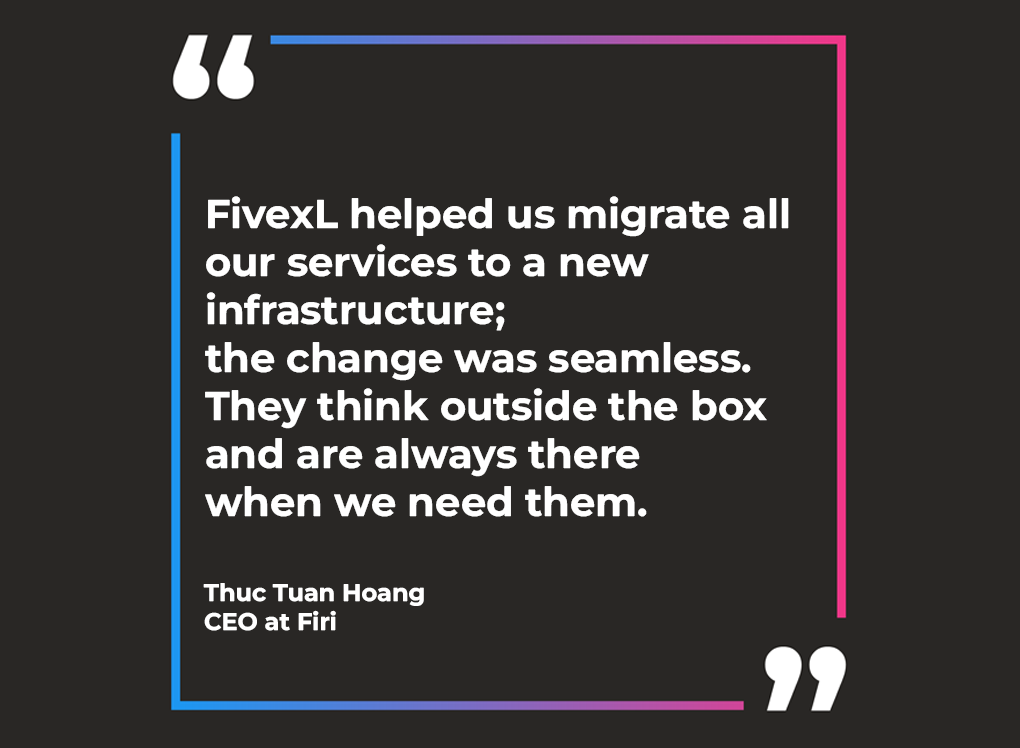 “
FivexL helped us migrate all
our services to a new
infrastructure;
the change was seamless.
They think outside the box
and are always there
when we need them.
Thuc Tuan Hoang
CEO at Firi
”